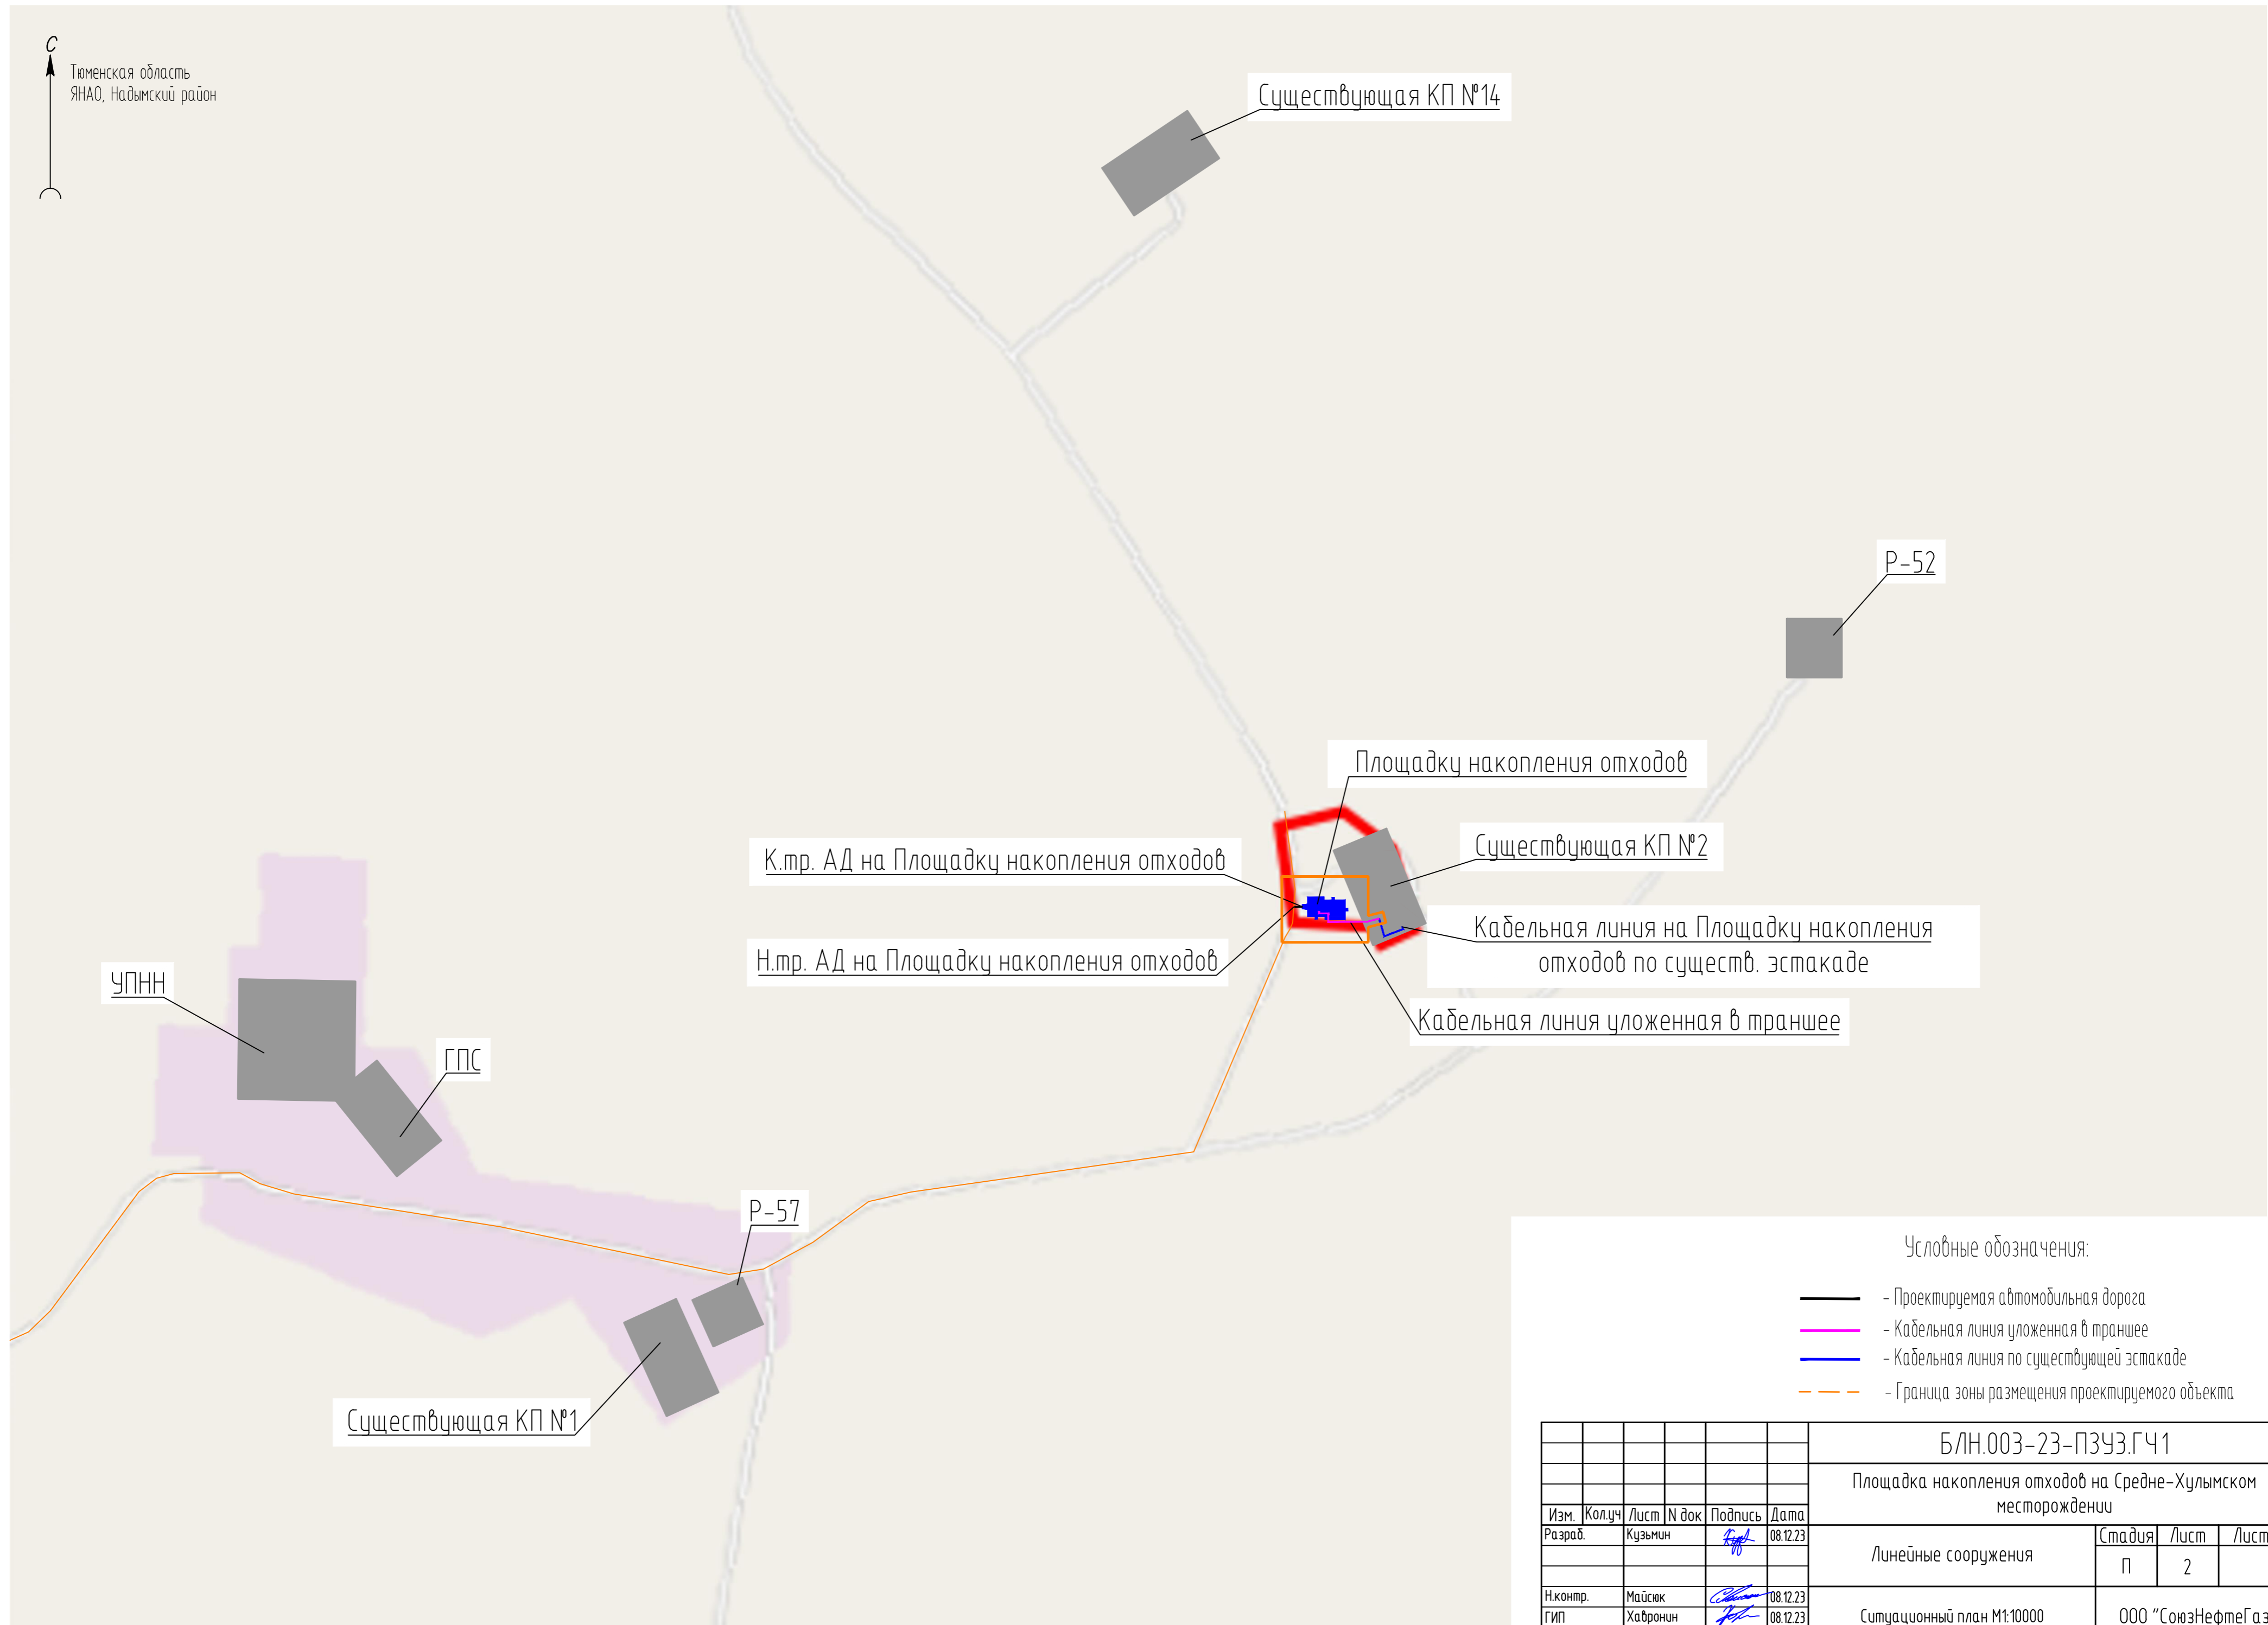 С
Тюменская область
ЯНАО, Надымский район
Существующая КП №14
Р-52
Площадку накопления отходов
К.тр. АД на Площадку накопления отходов
Существующая КП №2
Кабельная линия на Площадку накопления
отходов по существ. эстакаде
Н.тр. АД на Площадку накопления отходов
Кабельная линия уложенная в траншее
УПНН
ГПС
Р-57
Существующая КП №1
Условные обозначения:
- Проектируемая автомобильная дорога
- Кабельная линия уложенная в траншее
- Кабельная линия по существующей эстакаде
- Граница зоны размещения проектируемого объекта
БЛН.003-23-ПЗУ3.ГЧ1
Площадка накопления отходов на Средне-Хулымском
месторождении
Изм. Кол.уч Лист N док Подпись Дата
Разраб. Кузьмин 08.12.23
Линейные сооружения
Стадия Лист Лист
П 2
Н.контр. Майсюк 08.12.23
ГИП Хавронин 08.12.23
Ситуационный план М1:10000
ООО "СоюзНефтеГаз